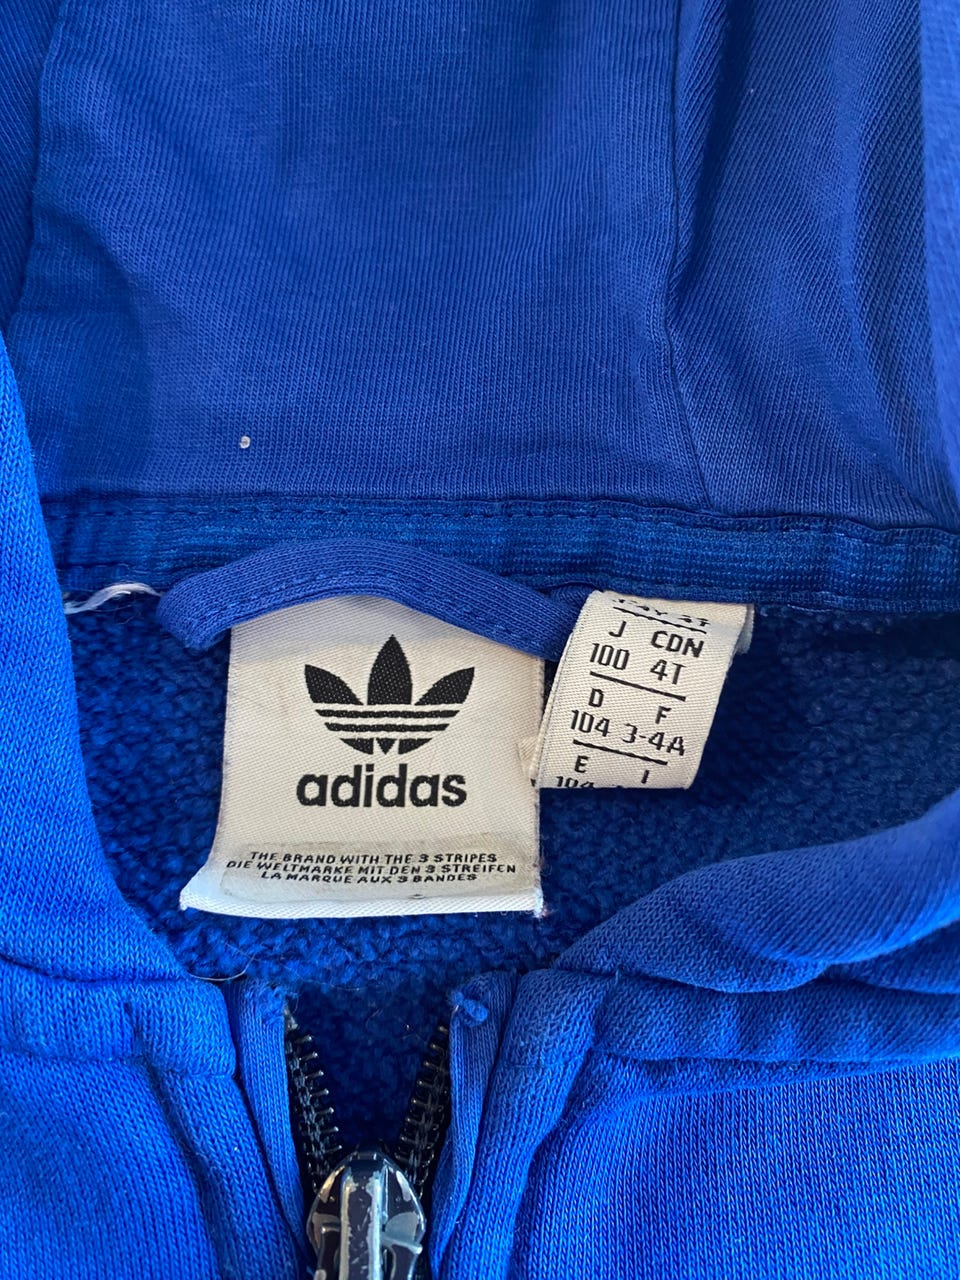 adidas
THE BRAND WITH THE 3 STRIPES
DIE WELTMARKE MIT DEN 3 STREIFEN
LA MARQUE AUX 3 BANDES
J CDN
100 4T
D F
104 3-4A
E I
104